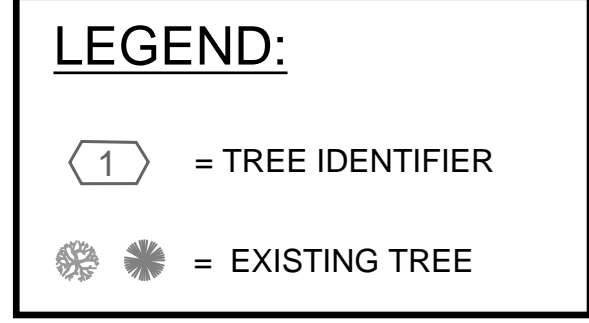 LEGEND:
1 = TREE IDENTIFIER
= EXISTING TREE